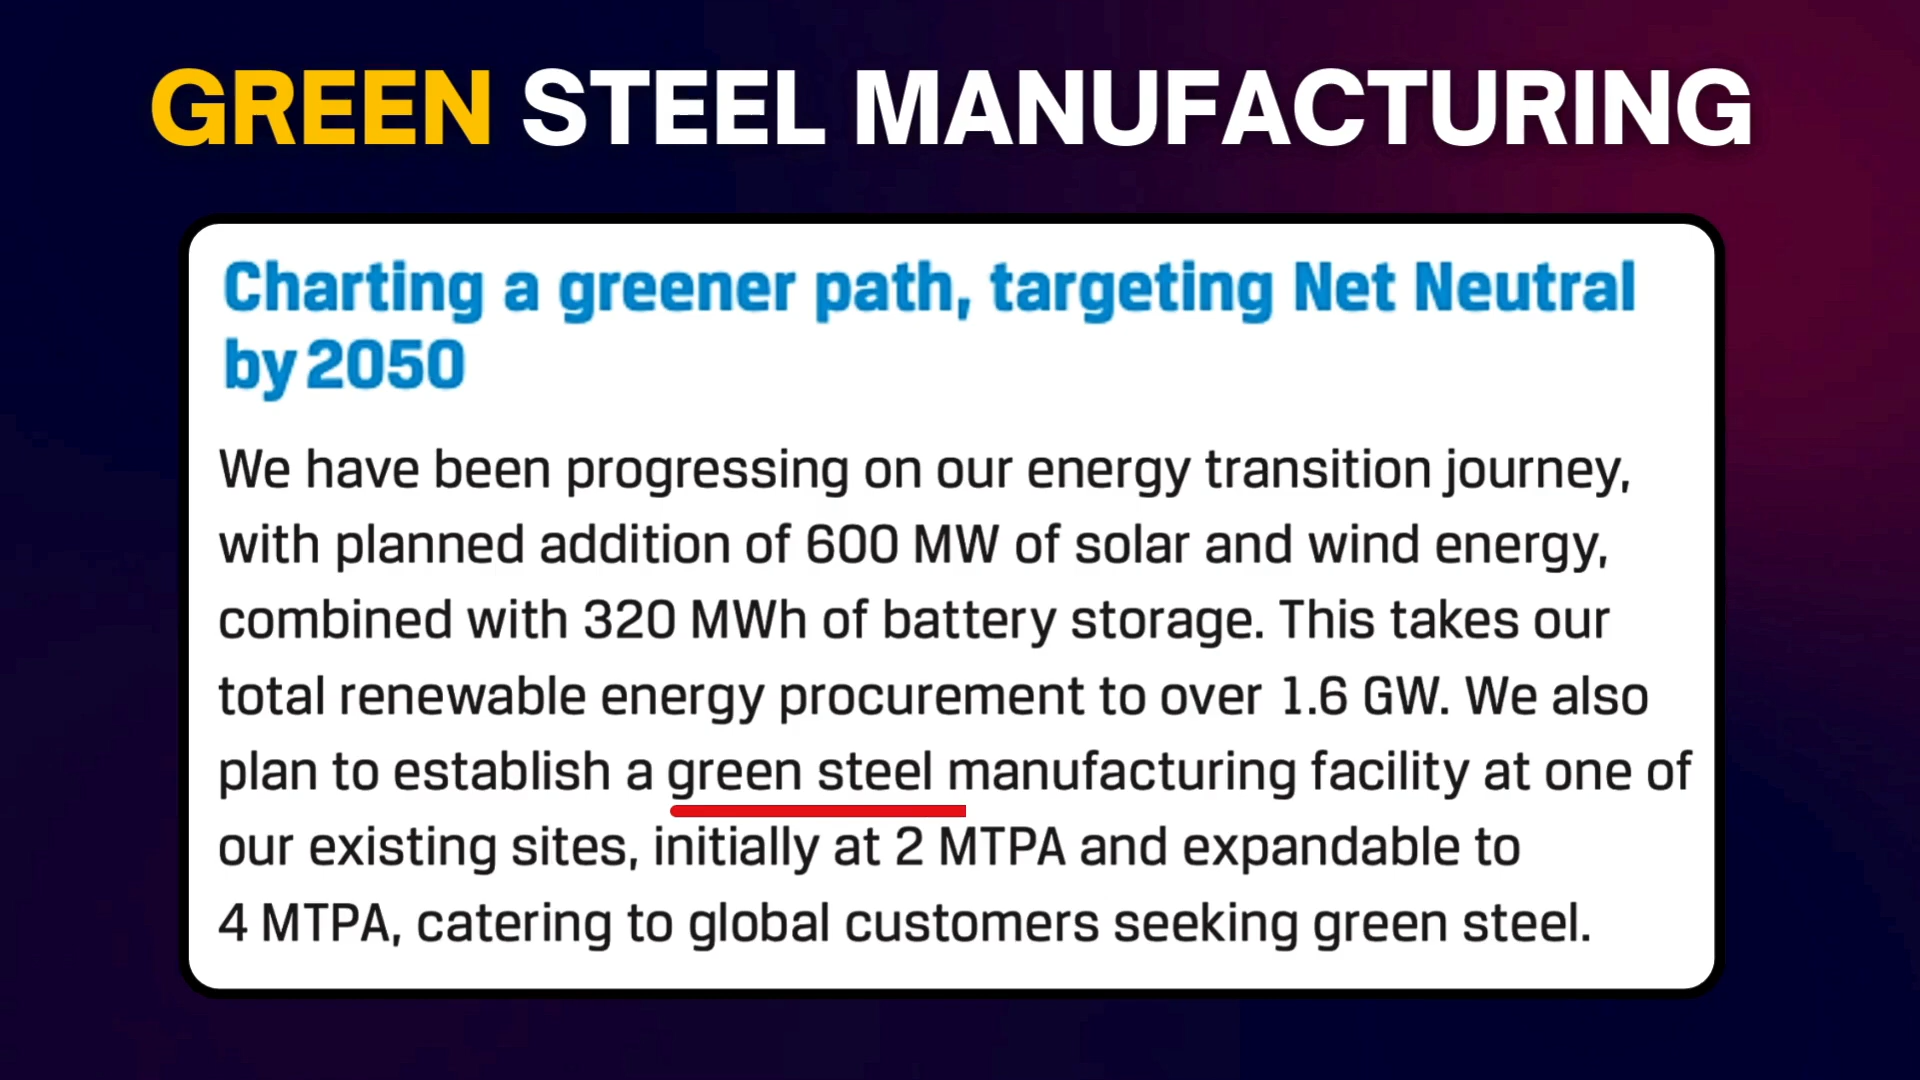 GREEN STEEL MANUFACTURING
Charting a greener path, targeting Net Neutral
by 2050
We have been progressing on our energy transition journey,
with planned addition of 600 MW of solar and wind energy,
combined with 320 MWh of battery storage. This takes our
total renewable energy procurement to over 1.6 GW. We also
plan to establish a green steel manufacturing facility at one of
our existing sites, initially at 2 MTPA and expandable to
4 MTPA, catering to global customers seeking green steel.